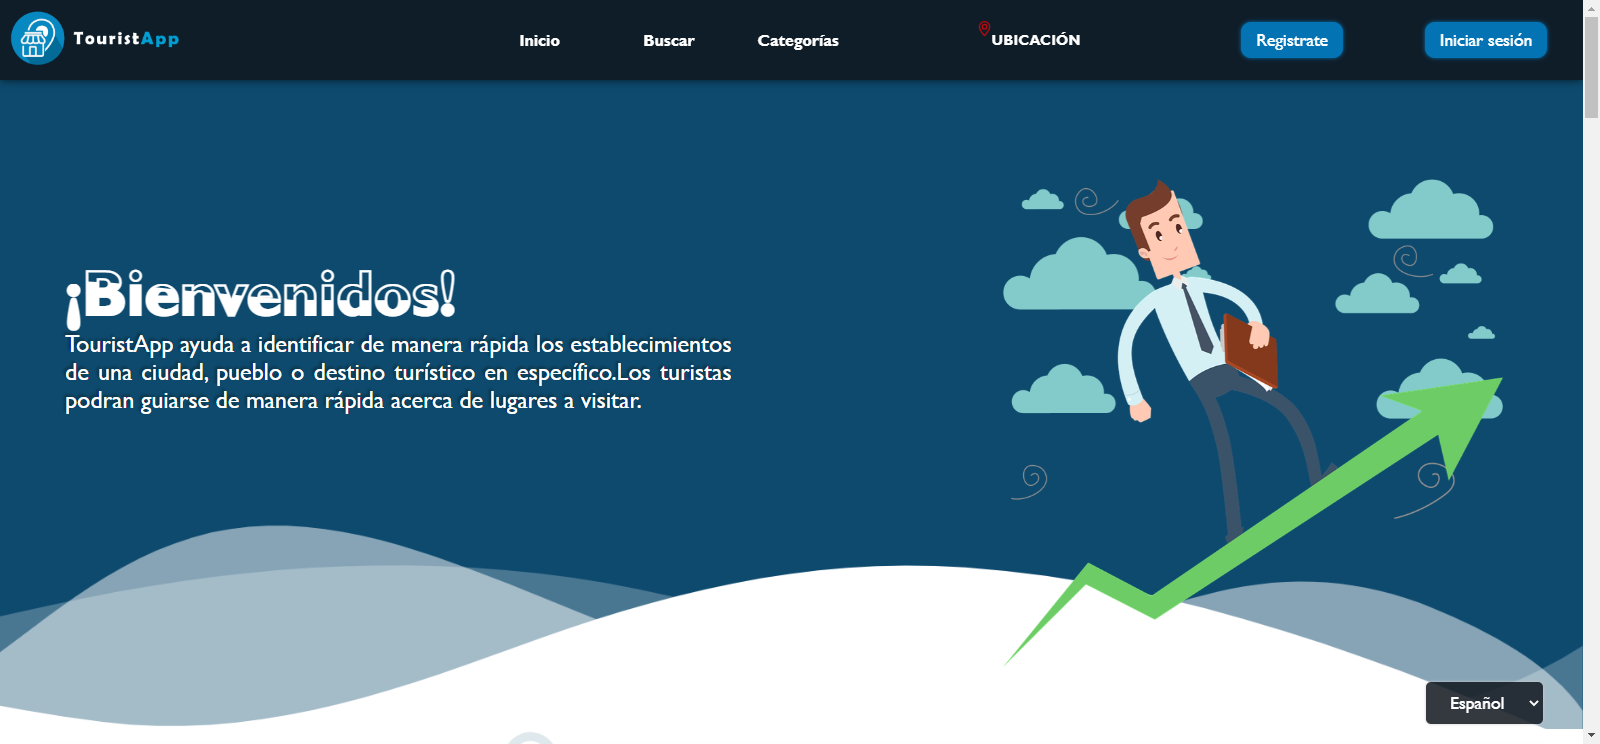 TouristApp
Inicio
Buscar
Categorías
UBICACIÓN
Registrate
Iniciar sesión
¡Bienvenidos!
TouristApp ayuda a identificar de manera rápida los establecimientos
de una ciudad, pueblo o destino turístico en específico.Los turistas
podran guiarse de manera rápida acerca de lugares a visitar.
Español